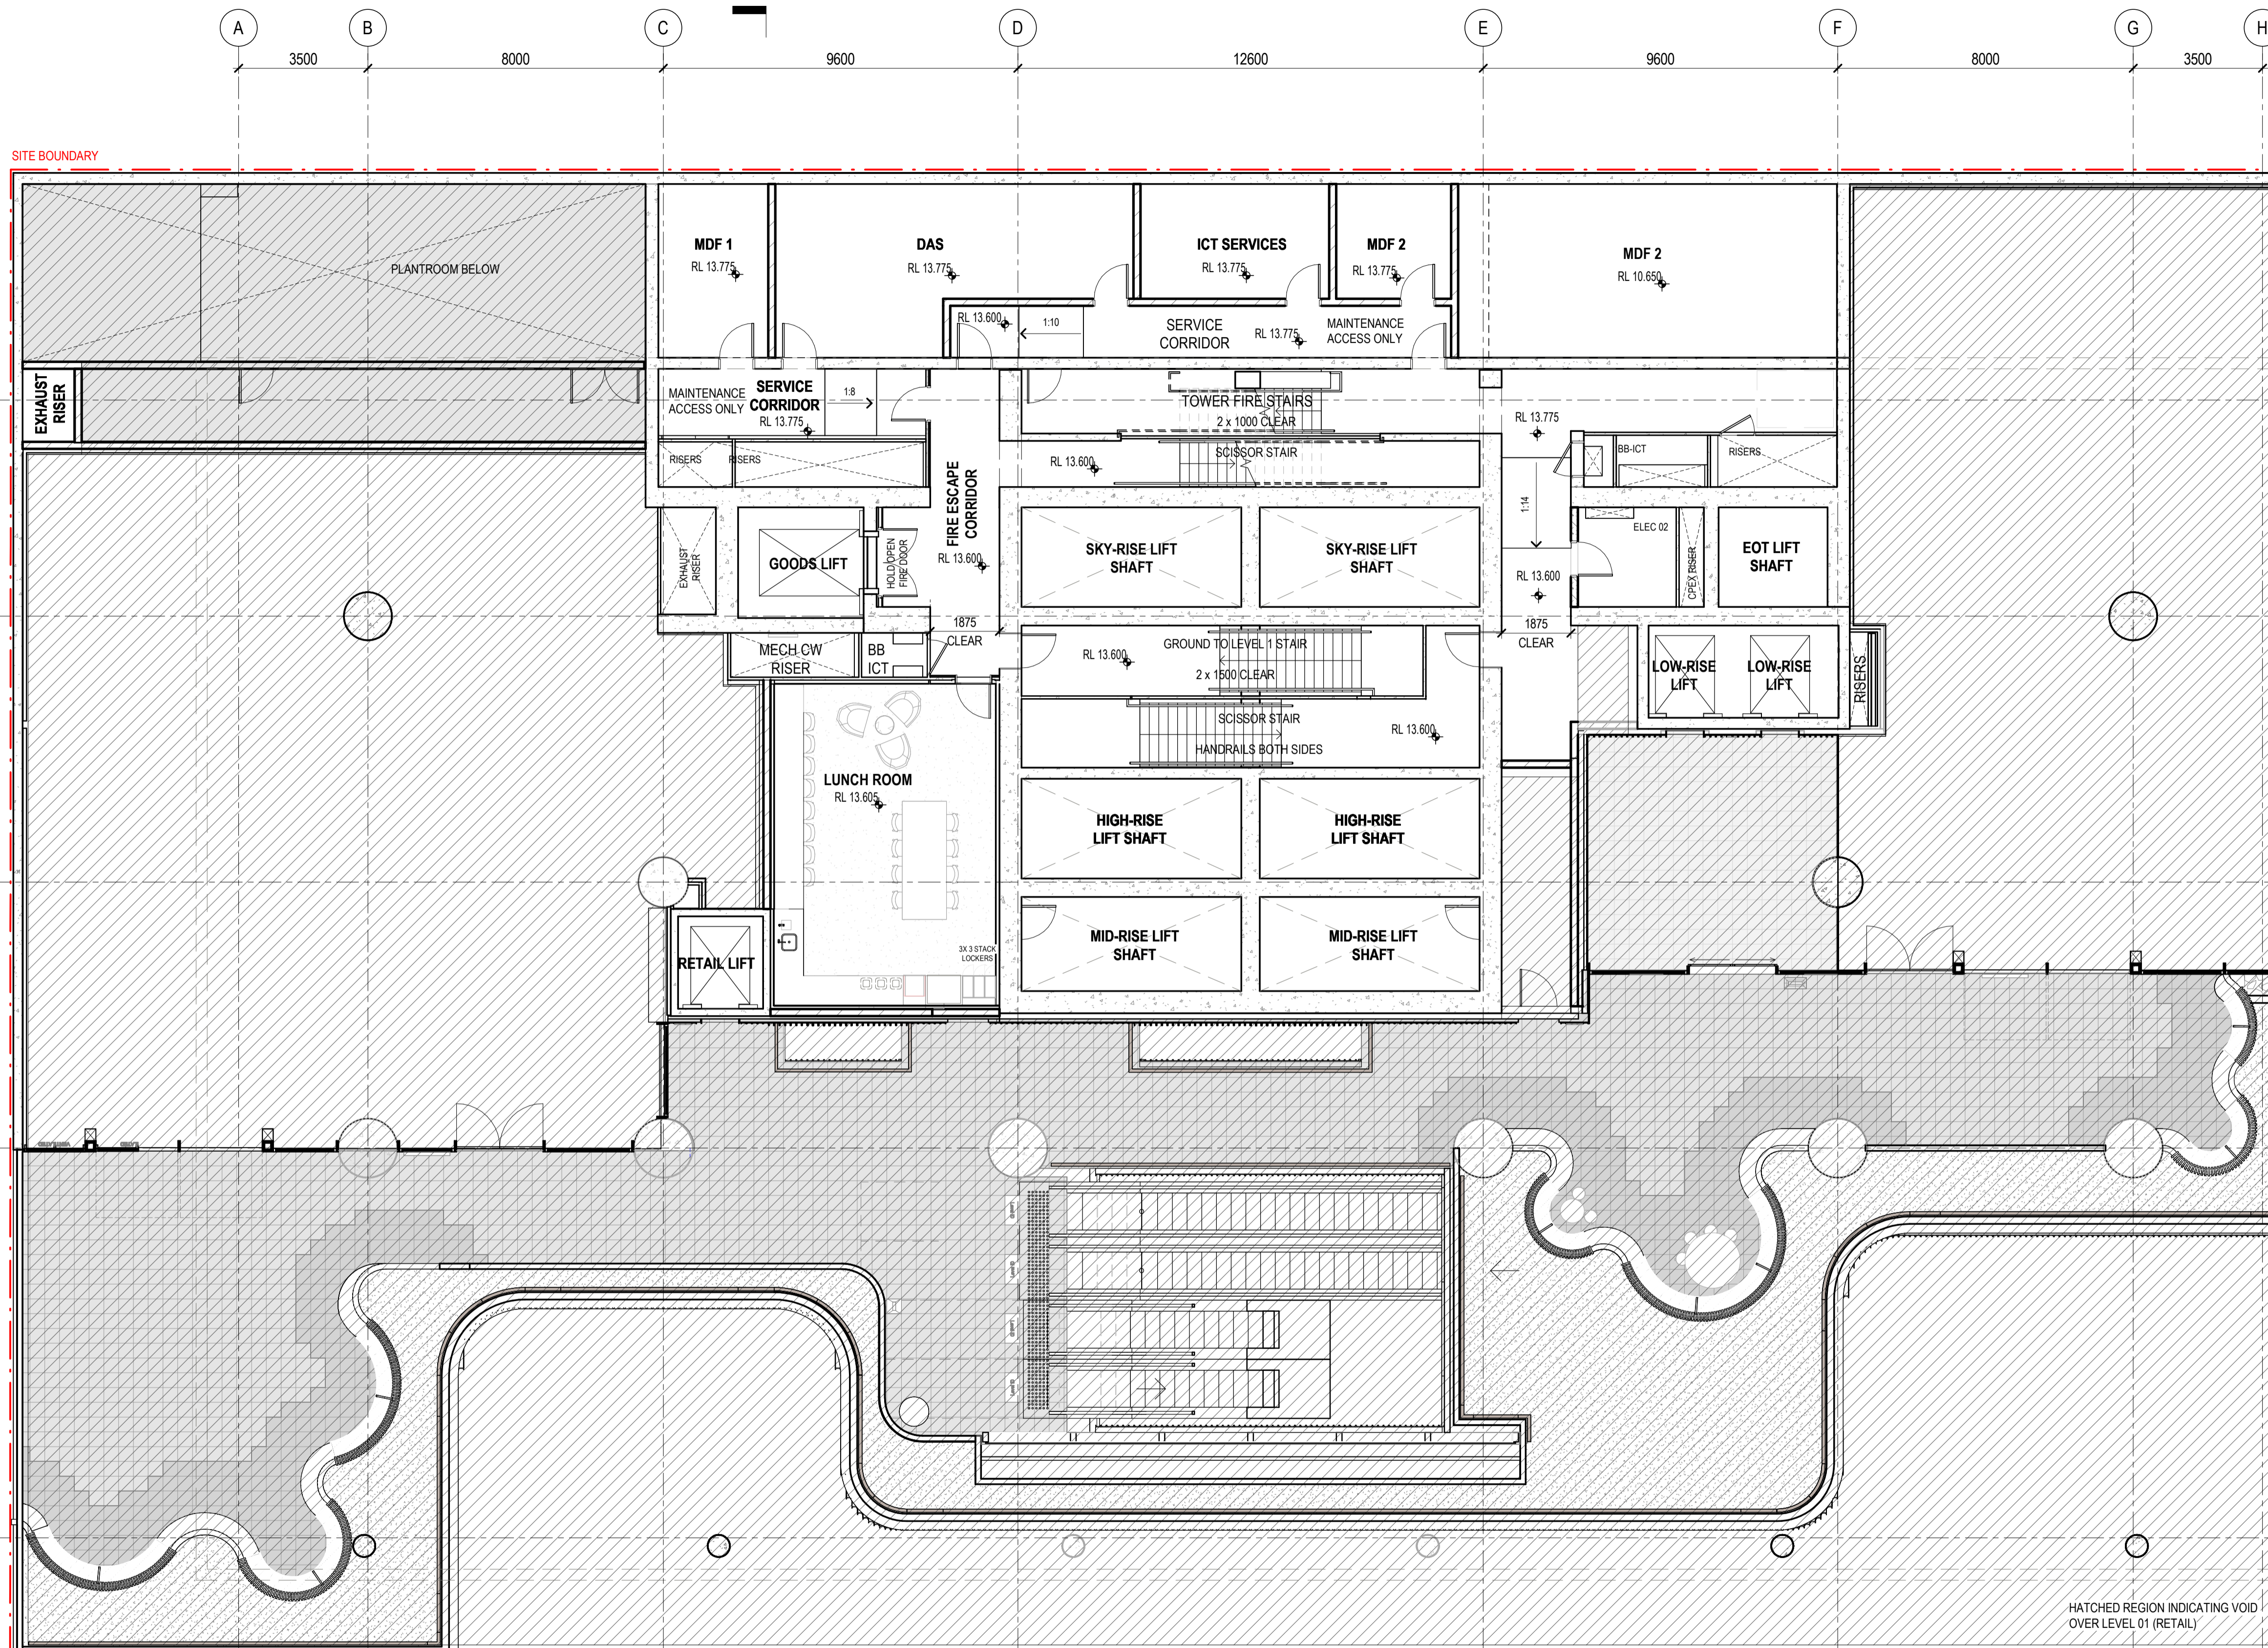 A
B
C
D
E
F
G
H
3500
8000
9600
12600
9600
8000
3500
SITE BOUNDARY
PLANTROOM BELOW
MDF 1
RL 13.775
DAS
RL 13.775
ICT SERVICES
RL 13.775
MDF 2
RL 13.775
MDF 2
RL 10.650
RL 13.600
1:10
SERVICE
CORRIDOR
RL 13.775
MAINTENANCE
ACCESS ONLY
EXHAUST
RISER
MAINTENANCE
ACCESS ONLY
SERVICE
CORRIDOR
RL 13.775
1:8
TOWER FIRE STAIRS
2 x 1000 CLEAR
RL 13.775
RISERS
RISERS
FIRE ESCAPE
CORRIDOR
RL 13.600
RL 13.600
SCISSOR STAIR
BB-ICT
RISERS
1:14
EXHAUST
RISER
GOODS LIFT
HOLD OPEN
FIRE DOOR
SKY-RISE LIFT
SHAFT
SKY-RISE LIFT
SHAFT
ELEC 02
CPEX RISER
EOT LIFT
SHAFT
RL 13.600
1875
CLEAR
1875
CLEAR
MECH CW
RISER
BB
ICT
RL 13.600
GROUND TO LEVEL 1 STAIR
2 x 1500 CLEAR
LOW-RISE
LIFT
LOW-RISE
LIFT
RISERS
SCISSOR STAIR
RL 13.600
HANDRAILS BOTH SIDES
LUNCH ROOM
RL 13.605
HIGH-RISE
LIFT SHAFT
HIGH-RISE
LIFT SHAFT
3X 3 STACK
LOCKERS
RETAIL LIFT
MID-RISE LIFT
SHAFT
MID-RISE LIFT
SHAFT
HATCHED REGION INDICATING VOID
OVER LEVEL 01 (RETAIL)